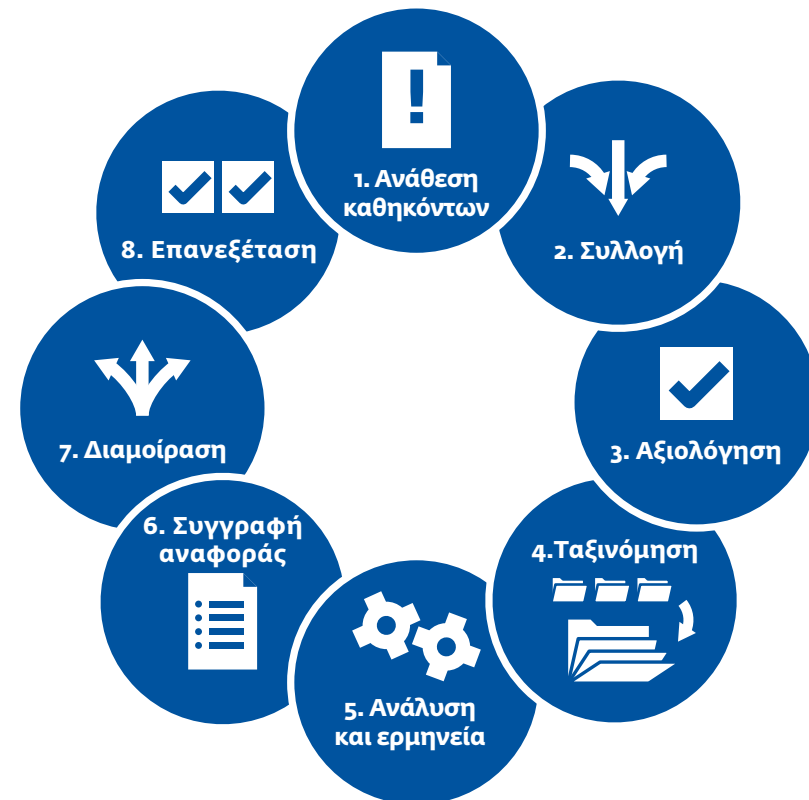 1. Ανάθεση
καθηκόντων
2. Συλλογή
3. Αξιολόγηση
4.Ταξινόμηση
5. Ανάλυση
και ερμηνεία
6. Συγγραφή
αναφοράς
7. Διαμοίραση
8. Επανεξέταση